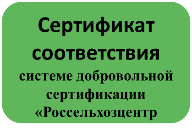 Сертификат
соответствия
системе добровольной
сертификации
«Россельхозцентр